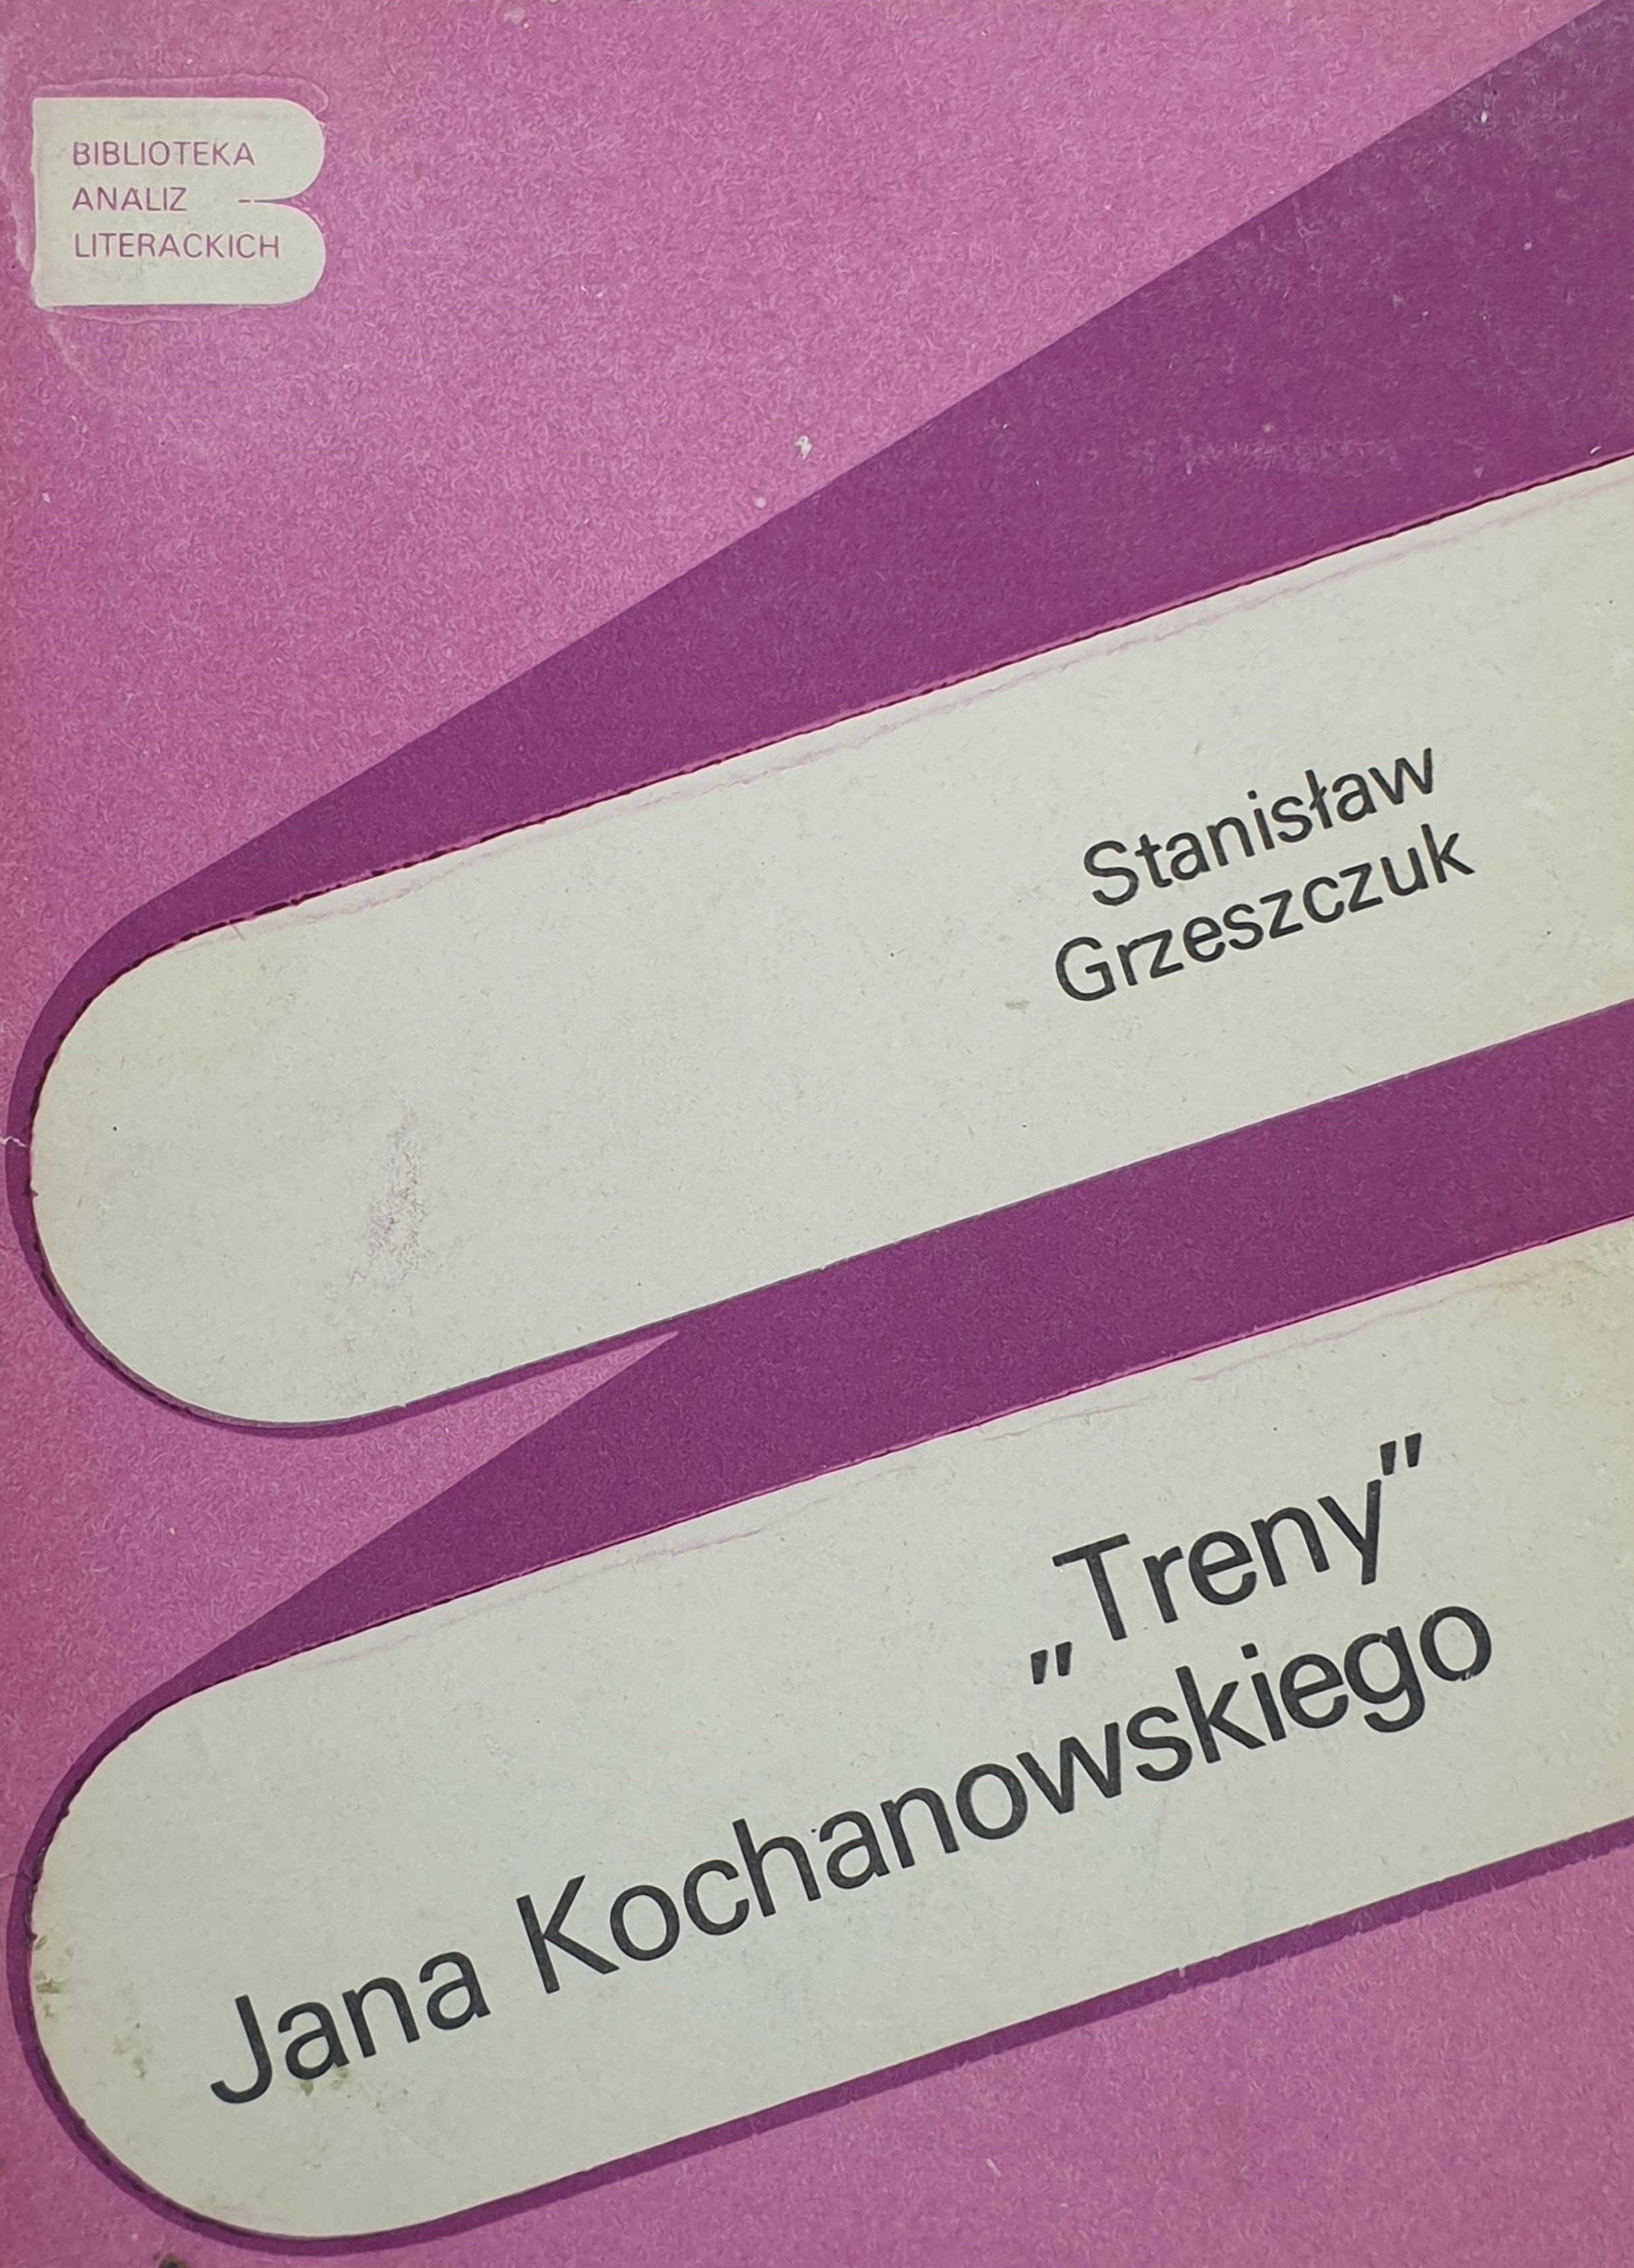 BIBLIOTEKA
ANALIZ
LITERACKICH
Stanisław
Grzeszczuk
„Treny”
Jana Kochanowskiego